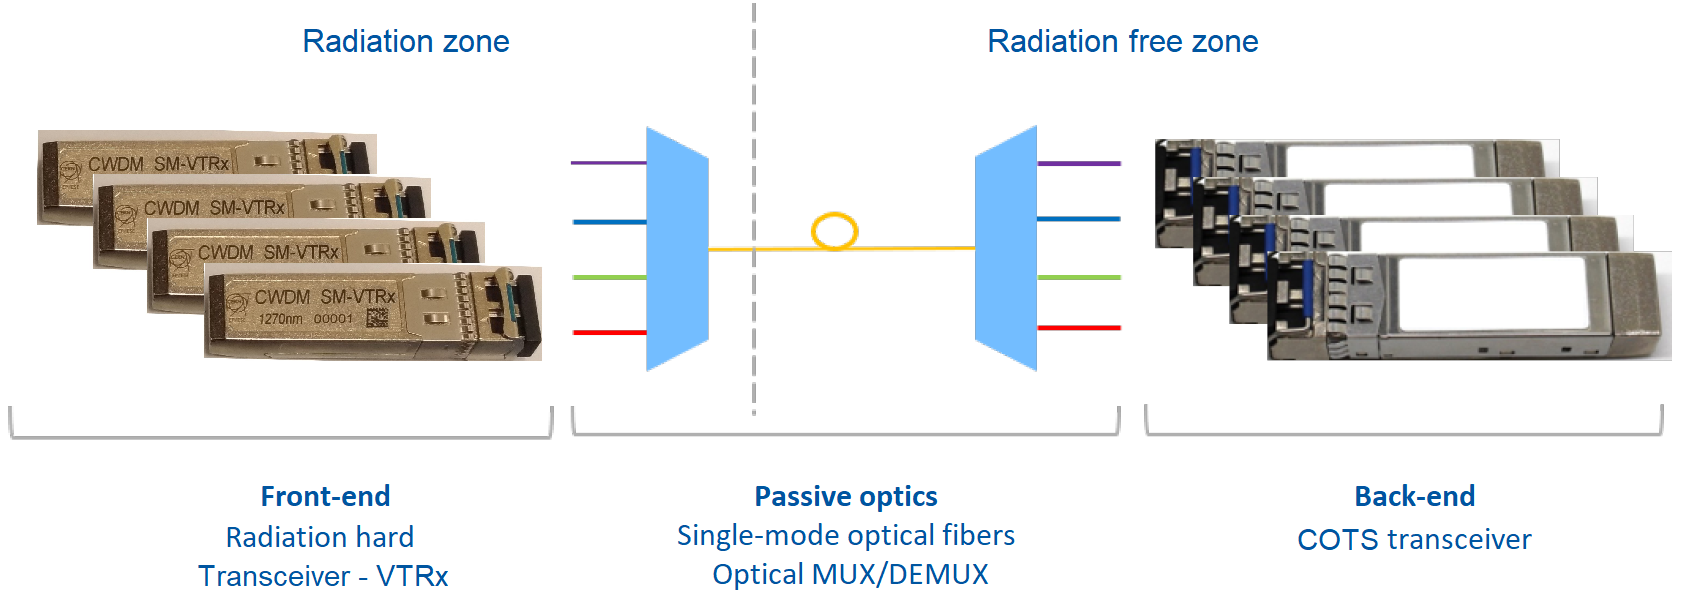 Radiation zone
Radiation free zone
CWDM SM-VTRx
CWDM SM-VTRx
CWDM SM-VTRx
CWDM SM-VTRx
1270nm 00001
Front-end
Radiation hard
Transceiver - VTRx
Passive optics
Single-mode optical fibers
Optical MUX/DEMUX
Back-end
COTS transceiver